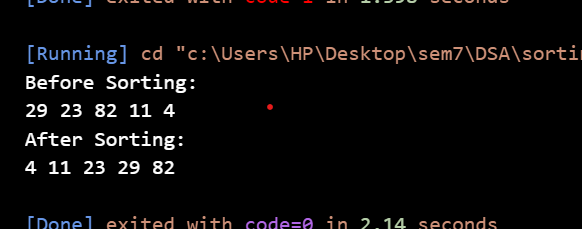 [Done] exited with code=1 in 1.598 seconds
[Running] cd "c:\Users\HP\Desktop\sem7\DSA\sortin
Before Sorting:
29 23 82 11 4
After Sorting:
4 11 23 29 82
[Done] exited with code=0 in 2.14 seconds